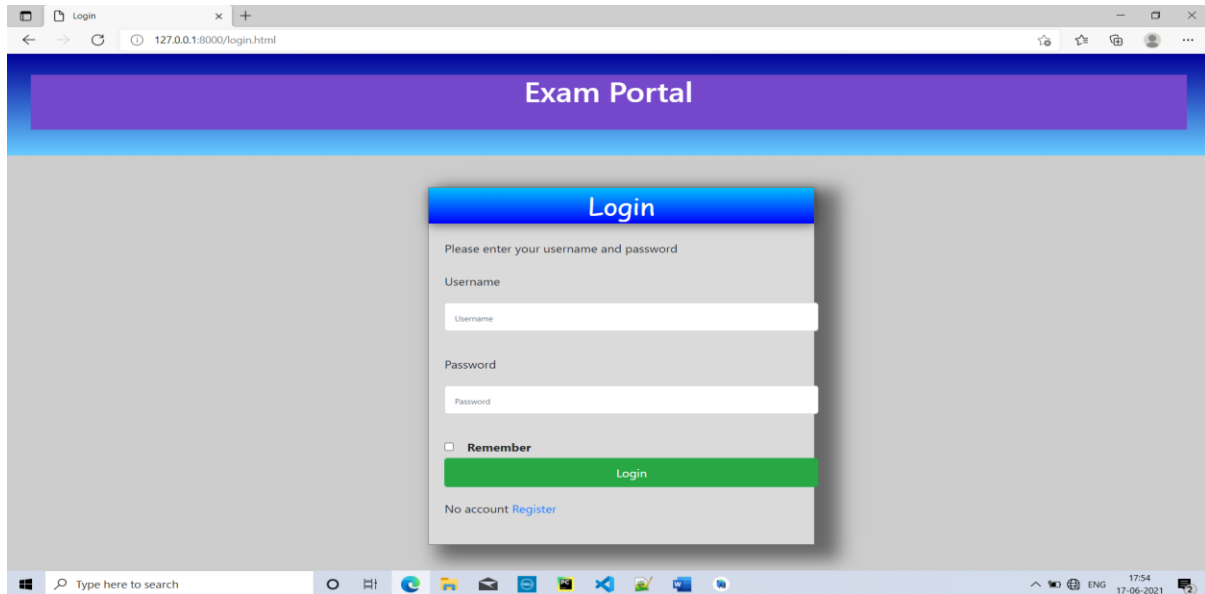 Login
127.0.0.1:8000/login.html
Exam Portal
Login
Please enter your username and password
Username
Username
Password
Password
Remember
Login
No account Register
Type here to search
ENG
17:54
17-06-2021